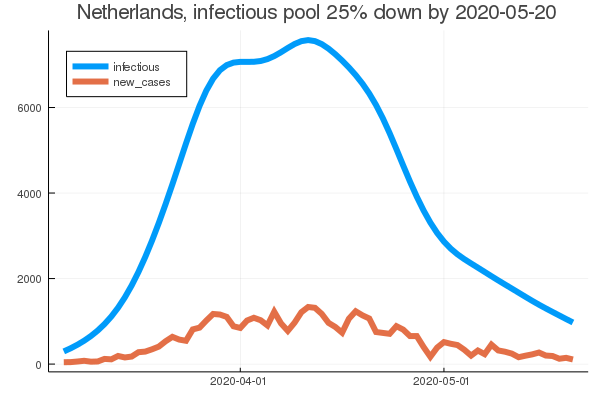 Netherlands, infectious pool 25% down by 2020-05-20
infectious
new_cases
6000
4000
2000
0
2020-04-01
2020-05-01